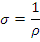 σ = 1/ρ